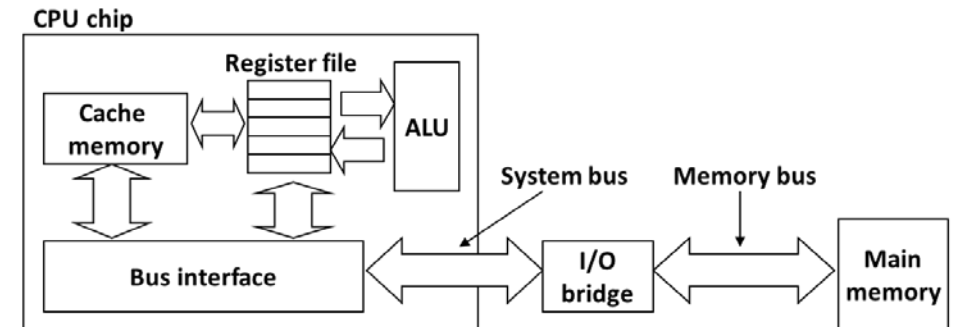 CPU chip
Register file
Cache
memory
ALU
System bus
Memory bus
Bus interface
I/O
bridge
Main
memory